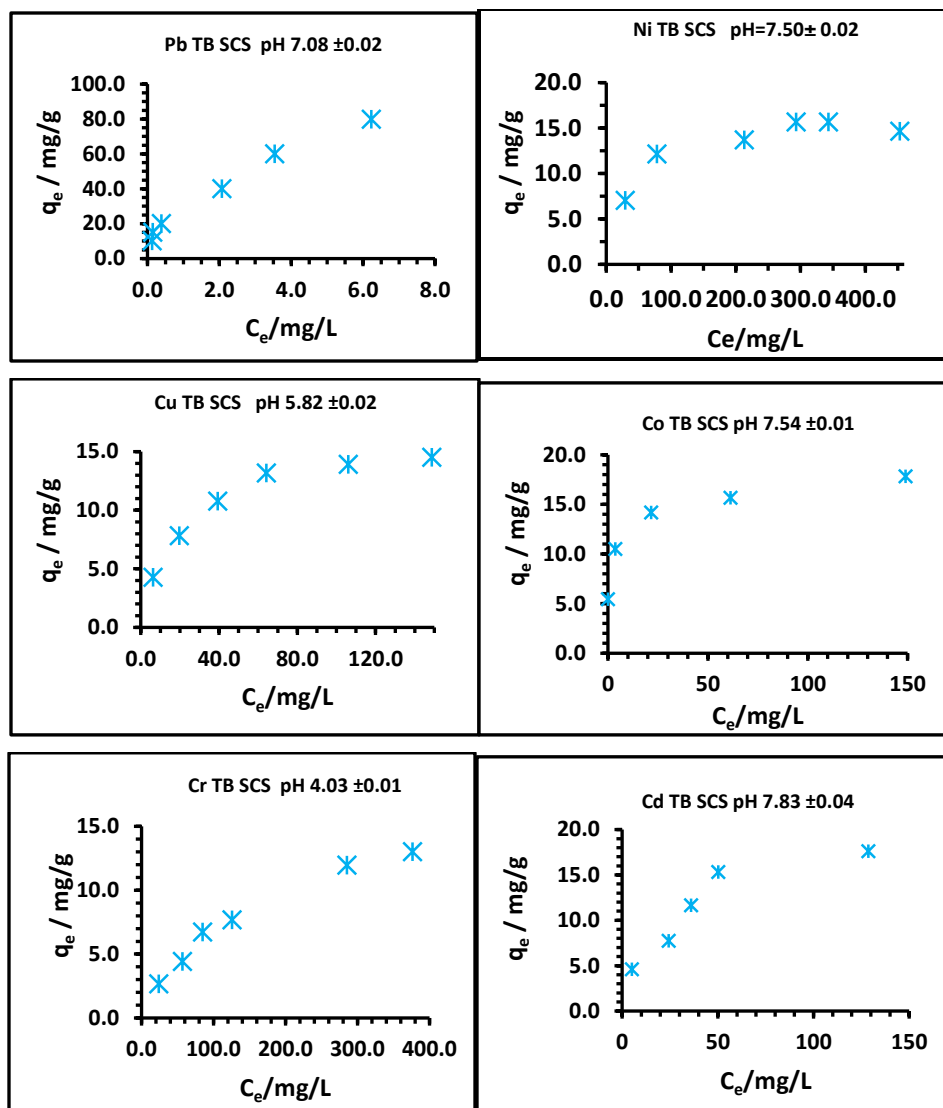 Pb TB SCS pH 7.08 ±0.02
100.0
80.0
60.0
40.0
20.0
0.0
qe / mg/g
0.0 2.0 4.0 6.0 8.0
Ce/mg/L
Ni TB SCS pH=7.50± 0.02
20.0
15.0
10.0
5.0
0.0
qe / mg/g
0.0 100.0 200.0 300.0 400.0
Ce/mg/L
Cu TB SCS pH 5.82 ±0.02
15.0
10.0
5.0
0.0
qe / mg/g
0.0 40.0 80.0 120.0
Ce/mg/L
Co TB SCS pH 7.54 ±0.01
20.0
15.0
10.0
5.0
0.0
qe / mg/g
0 50 100 150
Ce/mg/L
Cr TB SCS pH 4.03 ±0.01
15.0
10.0
5.0
0.0
qe / mg/g
0.0 100.0 200.0 300.0 400.0
Ce/mg/L
Cd TB SCS pH 7.83 ±0.04
20.0
15.0
10.0
5.0
0.0
qe / mg/g
0 50 100 150
Ce/mg/L